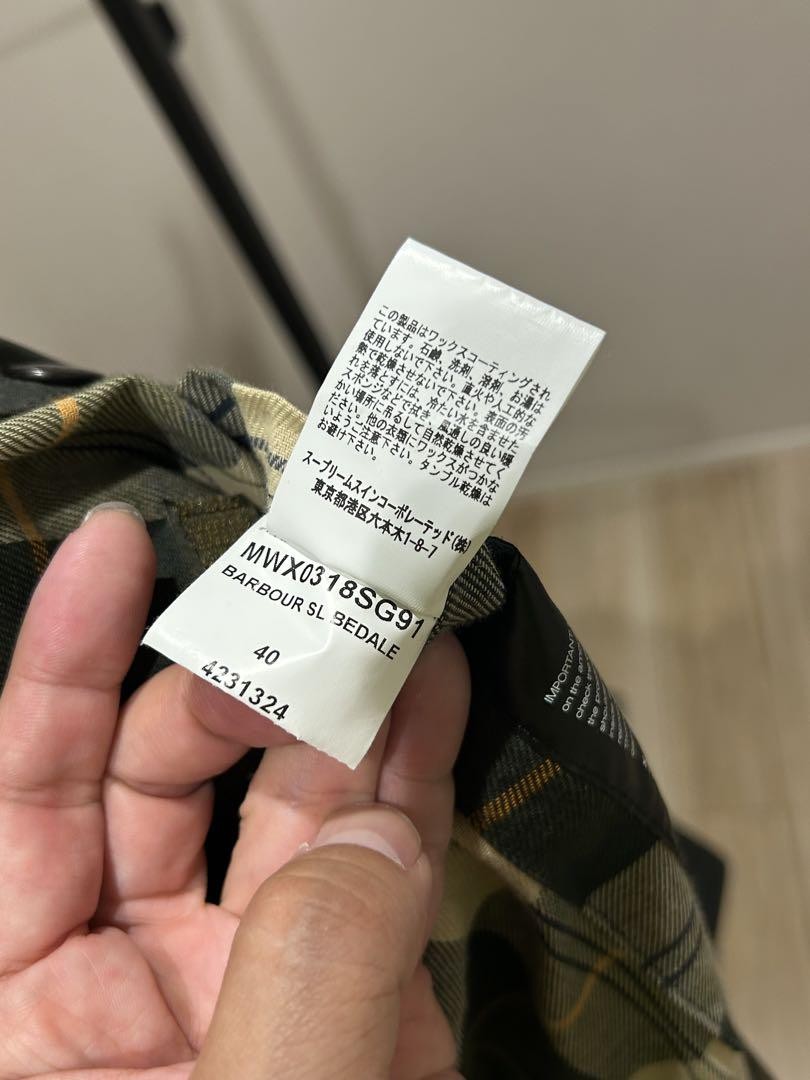 この製品はワックスコーティングされ
ています。石鹸、洗剤、溶剤、お湯は
使用しないで下さい。直火や人工的な
熱で乾燥させないで下さい。表面の汚
れを落とすには、冷たい水を含ませた
スポンジなどで拭き、風通しの良い暖
かい場所に吊るして自然乾燥させてく
ださい。他の衣類にワックスがつかな
いようご注意下さい。タンブル乾燥は
お避け下さい。
スープリームスインコーポレーテッド(株)
東京都港区六本木1-8-7
MWX0318SG91
BARBOUR SL BEDALE
40
4231324
IMPORTANT
on the
check
the